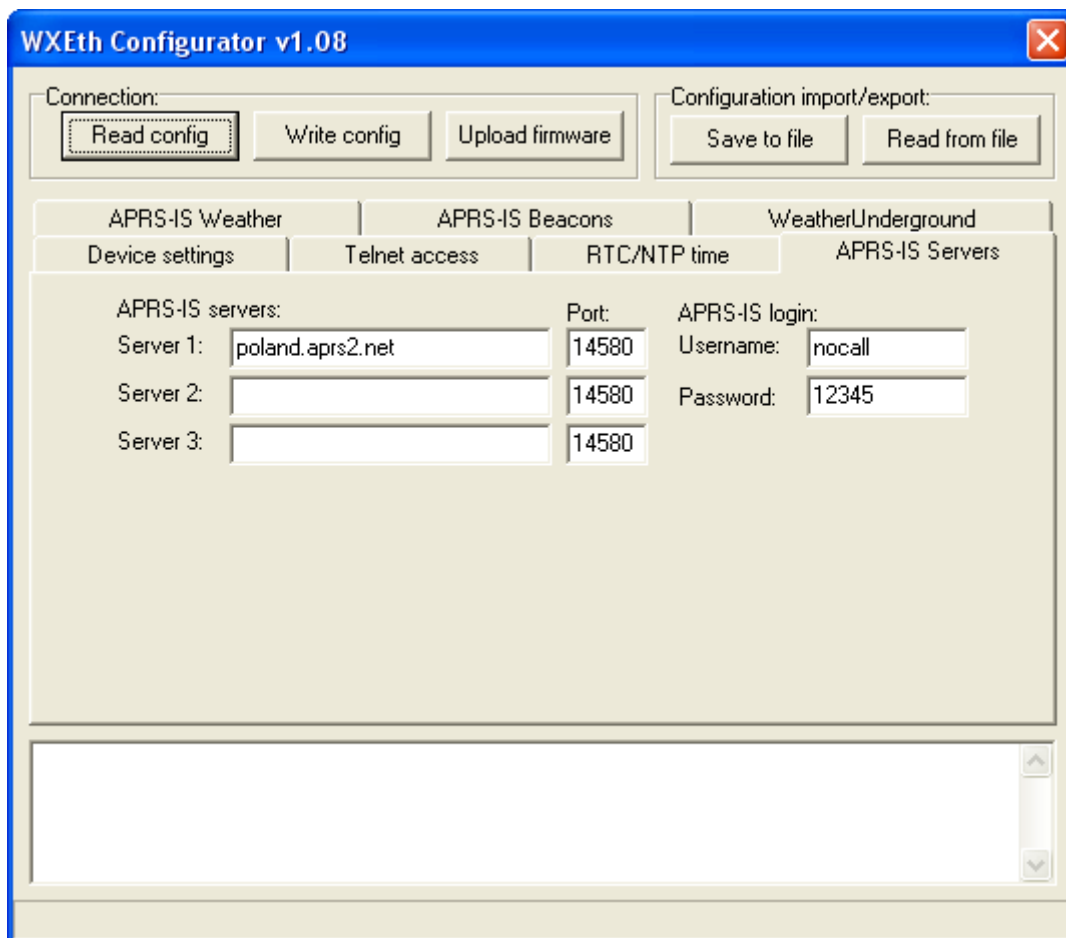 WXEth Configurator v1.08
Connection: Configuration import/export:
Read config Write config Upload firmware Save to file Read from file
APRS-IS Weather APRS-IS Beacons WeatherUnderground
Device settings Telnet access RTC/NTP time APRS-IS Servers
APRS-IS servers: Port: APRS-IS login:
Server 1: poland.aprs2.net 14580 Username: nocall
Server 2: 14580 Password: 12345
Server 3: 14580